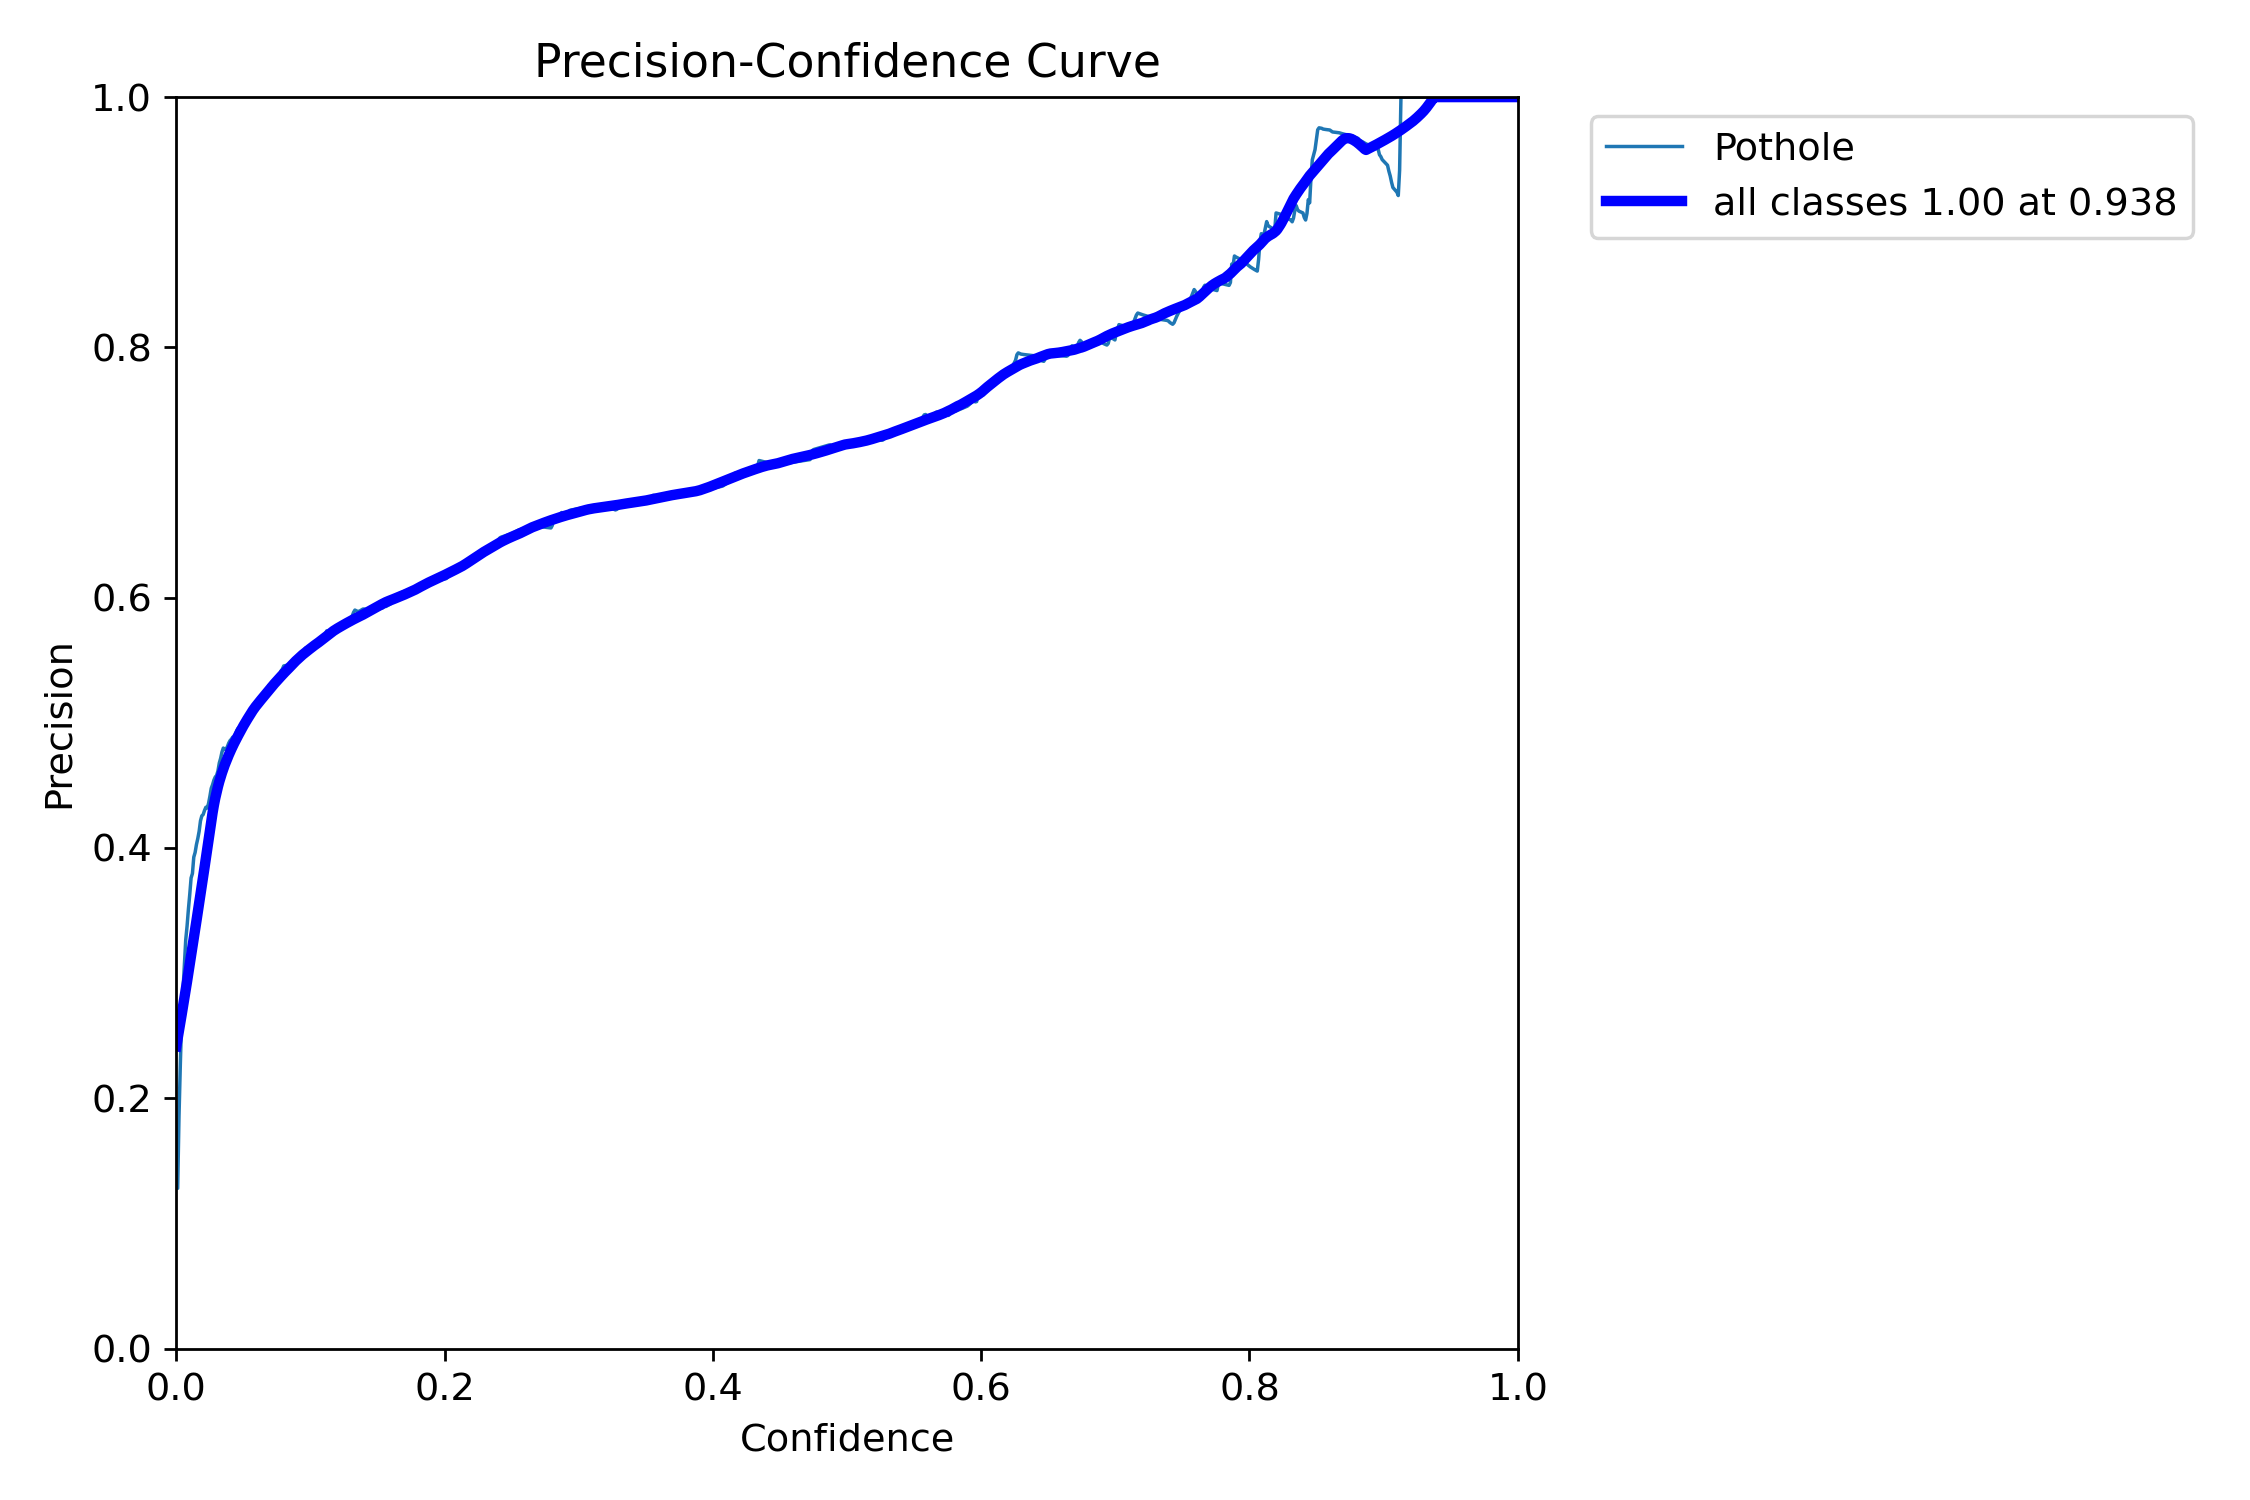 Precision-Confidence Curve
Pothole
all classes 1.00 at 0.938
1.0
0.8
0.6
0.4
0.2
0.0
Precision
0.0 0.2 0.4 0.6 0.8 1.0
Confidence